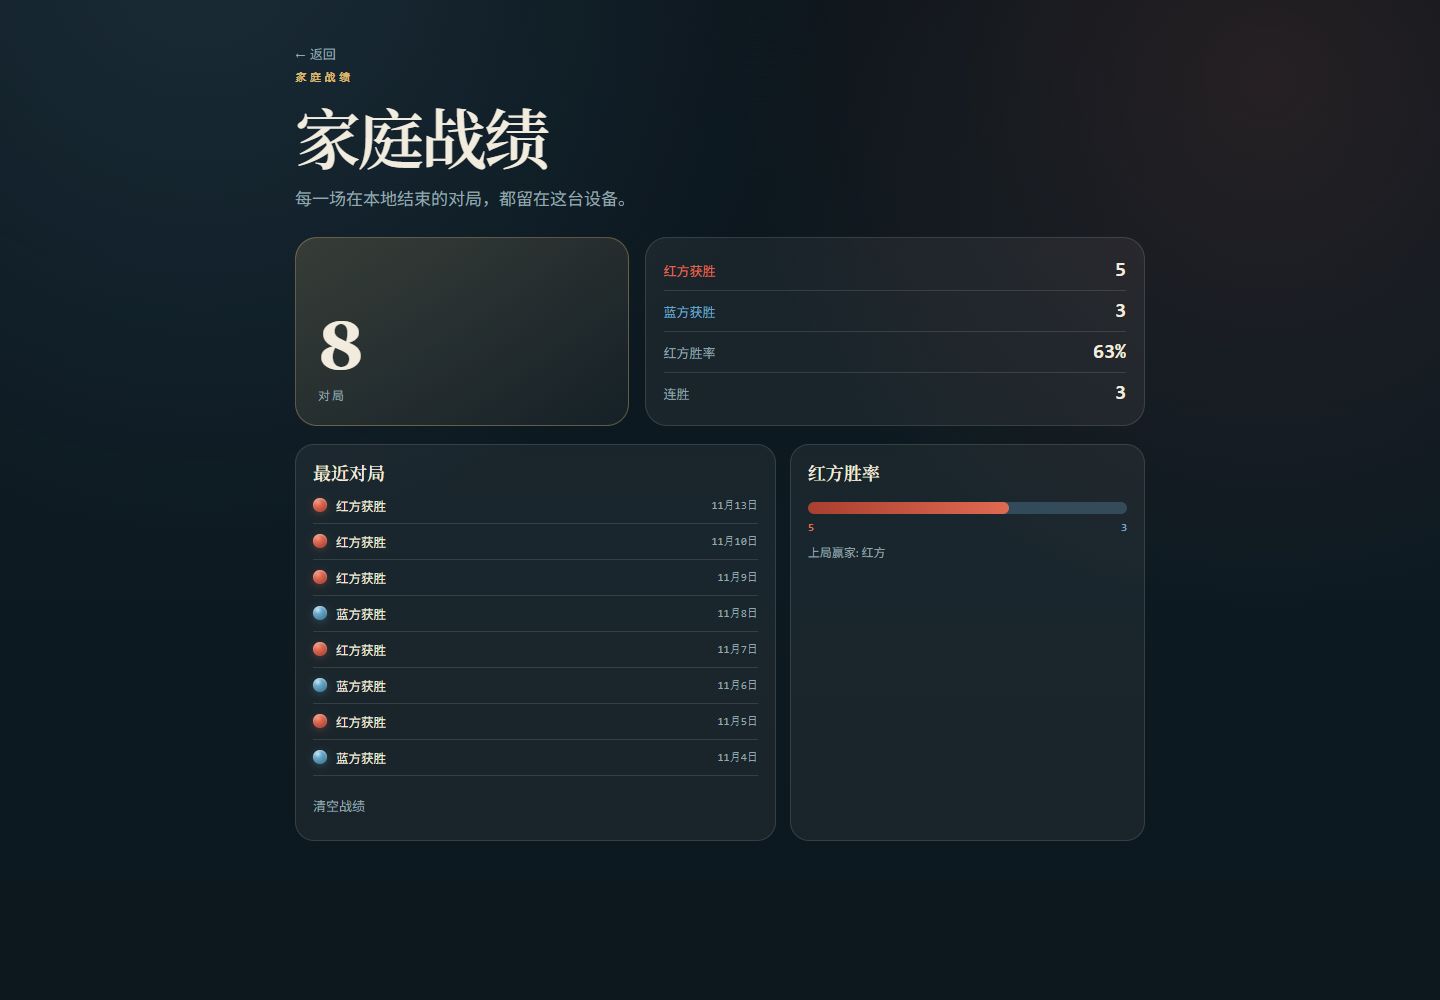 ← 返回
家庭战绩
家庭战绩
每一场在本地结束的对局，都留在这台设备。
8
对局
红方获胜 5
蓝方获胜 3
红方胜率 63%
连胜 3
最近对局
红方获胜 11月13日
红方获胜 11月10日
红方获胜 11月9日
蓝方获胜 11月8日
红方获胜 11月7日
蓝方获胜 11月6日
红方获胜 11月5日
蓝方获胜 11月4日
清空战绩
红方胜率
5 3
上局赢家: 红方